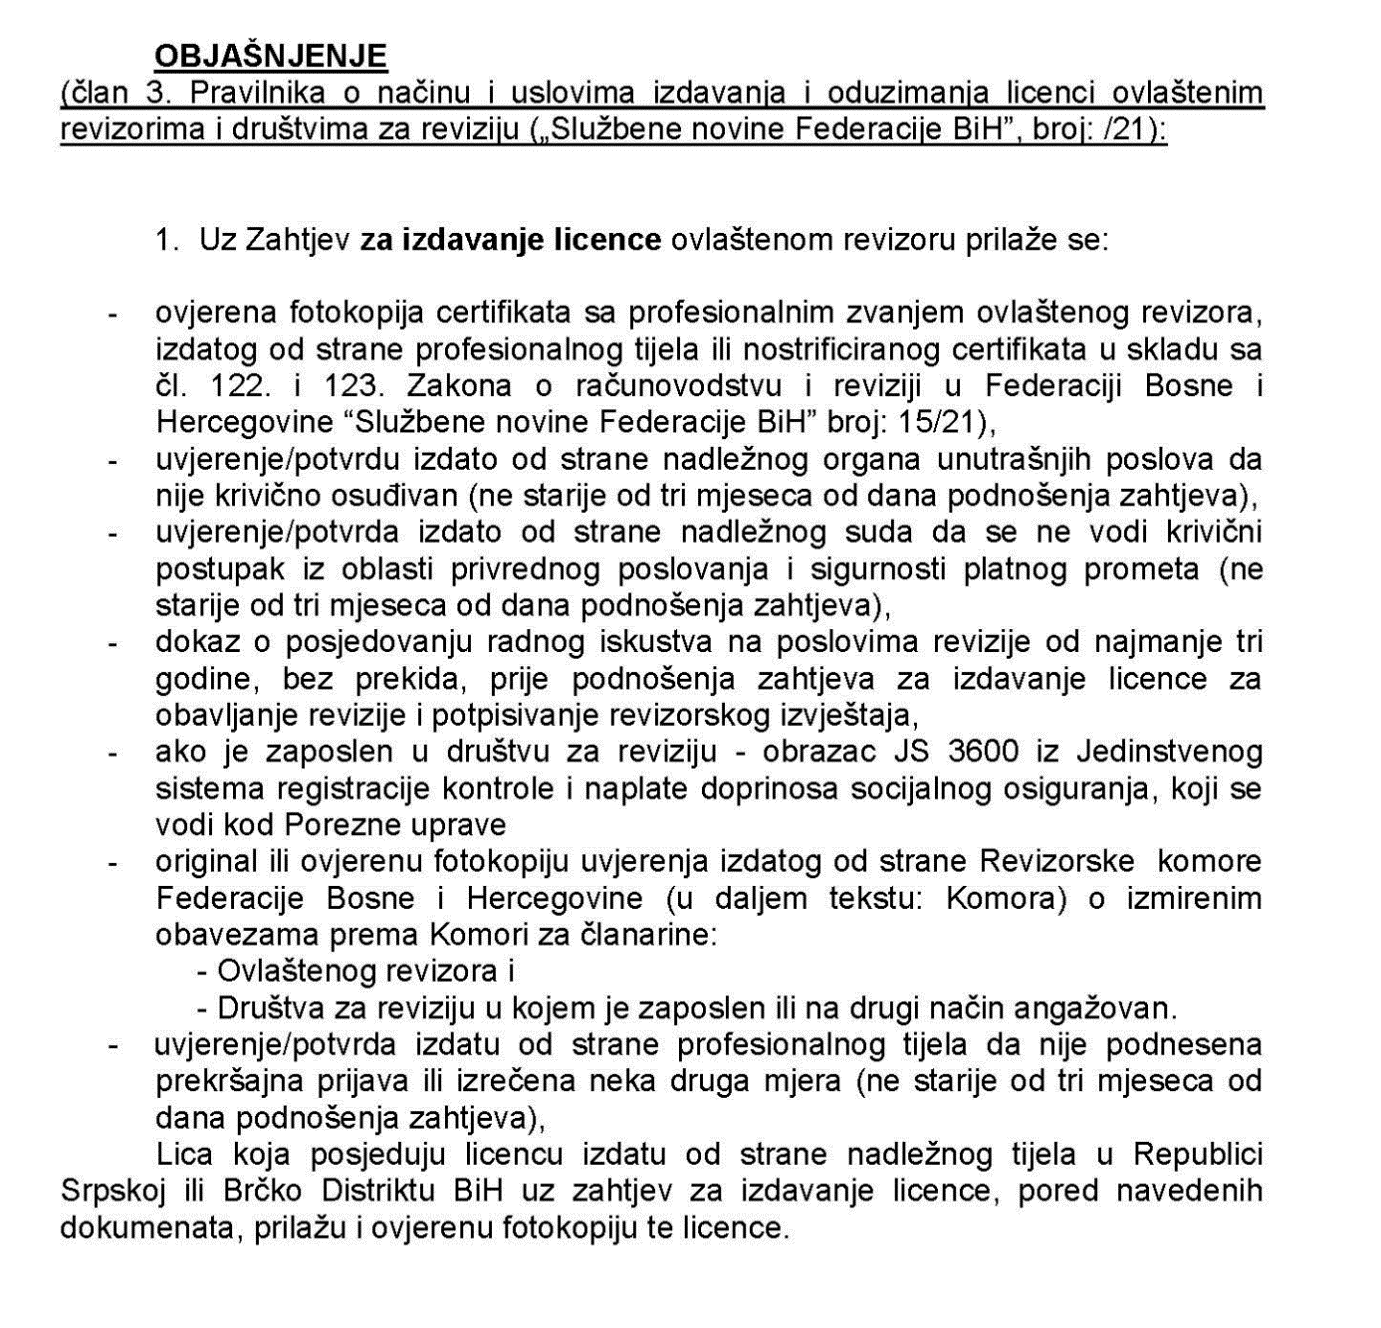 OBJAŠNJENJE
(član 3. Pravilnika o načinu i uslovima izdavanja i oduzimanja licenci ovlaštenim
revizorima i društvima za reviziju („Službene novine Federacije BiH”, broj: /21):
1. Uz Zahtjev za izdavanje licence ovlaštenom revizoru prilaže se:
- ovjerena fotokopija certifikata sa profesionalnim zvanjem ovlaštenog revizora,
izdatog od strane profesionalnog tijela ili nostrificiranog certifikata u skladu sa
čl. 122. i 123. Zakona o računovodstvu i reviziji u Federaciji Bosne i
Hercegovine “Službene novine Federacije BiH” broj: 15/21),
- uvjerenje/potvrdu izdato od strane nadležnog organa unutrašnjih poslova da
nije krivično osuđivan (ne starije od tri mjeseca od dana podnošenja zahtjeva),
- uvjerenje/potvrda izdato od strane nadležnog suda da se ne vodi krivični
postupak iz oblasti privrednog poslovanja i sigurnosti platnog prometa (ne
starije od tri mjeseca od dana podnošenja zahtjeva),
- dokaz o posjedovanju radnog iskustva na poslovima revizije od najmanje tri
godine, bez prekida, prije podnošenja zahtjeva za izdavanje licence za
obavljanje revizije i potpisivanje revizorskog izvještaja,
- ako je zaposlen u društvu za reviziju - obrazac JS 3600 iz Jedinstvenog
sistema registracije kontrole i naplate doprinosa socijalnog osiguranja, koji se
vodi kod Porezne uprave
- original ili ovjerenu fotokopiju uvjerenja izdatog od strane Revizorske komore
Federacije Bosne i Hercegovine (u daljem tekstu: Komora) o izmirenim
obavezama prema Komori za članarine:
- Ovlaštenog revizora i
- Društva za reviziju u kojem je zaposlen ili na drugi način angažovan.
- uvjerenje/potvrda izdatu od strane profesionalnog tijela da nije podnesena
prekršajna prijava ili izrečena neka druga mjera (ne starije od tri mjeseca od
dana podnošenja zahtjeva),
Lica koja posjeduju licencu izdatu od strane nadležnog tijela u Republici
Srpskoj ili Brčko Distriktu BiH uz zahtjev za izdavanje licence, pored navedenih
dokumenata, prilažu i ovjerenu fotokopiju te licence.